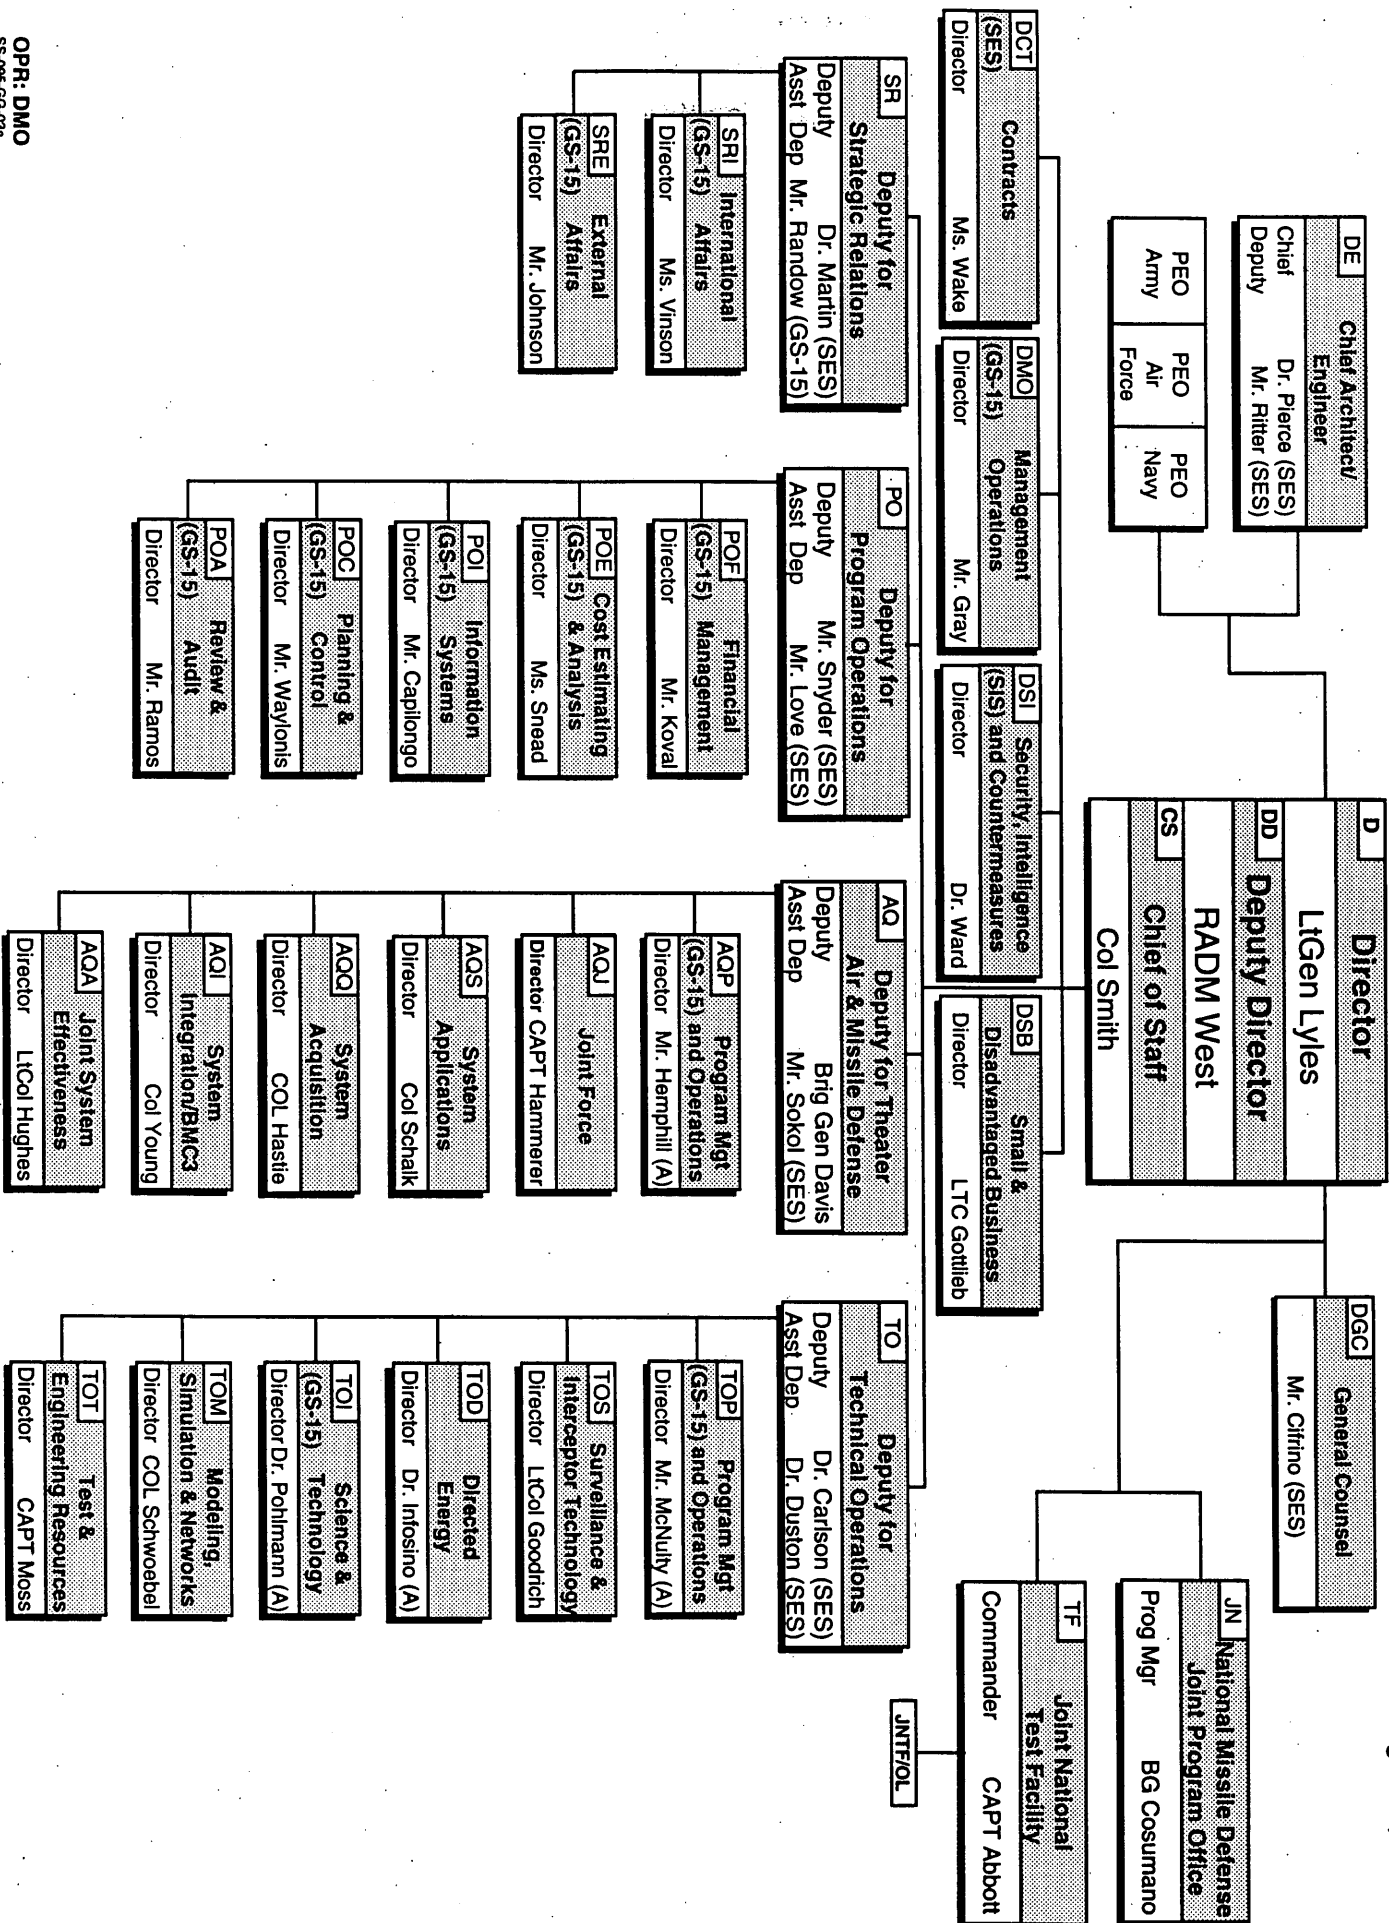 D Director
LtGen Lyles
DD Deputy Director
RADM West
CS Chief of Staff
Col Smith
DE Chief Architect/
Engineer
Chief Dr. Pierce (SES)
Deputy Mr. Ritter (SES)
PEO
Army
PEO
Air
Force
PEO
Navy
DGC General Counsel
Mr. Cifrino (SES)
JN National Missile Defense
Joint Program Office
Prog Mgr BG Cosumano
TF Joint National
Test Facility
Commander CAPT Abbott
JNTF/OL
DCT Contracts
(SES)
Director Ms. Wake
DMO Management
(GS-15) Operations
Director Mr. Gray
DSI Security, Intelligence
(SIS) and Countermeasures
Director Dr. Ward
DSB Small &
Disadvantaged Business
Director LTC Gottlieb
SR Deputy for
Strategic Relations
Deputy Dr. Martin (SES)
Asst Dep Mr. Randow (GS-15)
SRI International
(GS-15) Affairs
Director Ms. Vinson
SRE External
(GS-15) Affairs
Director Mr. Johnson
PO Deputy for
Program Operations
Deputy Mr. Snyder (SES)
Asst Dep Mr. Love (SES)
POF Financial
(GS-15) Management
Director Mr. Koval
POE Cost Estimating
(GS-15) & Analysis
Director Ms. Snead
POI Information
(GS-15) Systems
Director Mr. Capilongo
POC Planning &
(GS-15) Control
Director Mr. Waylonis
POA Review &
(GS-15) Audit
Director Mr. Ramos
AQ Deputy for Theater
Air & Missile Defense
Deputy Brig Gen Davis
Asst Dep Mr. Sokol (SES)
AQP Program Mgt
(GS-15) and Operations
Director Mr. Hemphill (A)
AQJ Joint Force
Director CAPT Hammerer
AQS System
Applications
Director Col Schalk
AQQ System
Acquisition
Director COL Hastie
AQI System
Integration/BMC3
Director Col Young
AQA Joint System
Effectiveness
Director LtCol Hughes
TO Deputy for
Technical Operations
Deputy Dr. Carlson (SES)
Asst Dep Dr. Duston (SES)
TOP Program Mgt
(GS-15) and Operations
Director Mr. McNulty (A)
TOS Surveillance &
Interceptor Technology
Director LtCol Goodrich
TOD Directed
Energy
Director Dr. Infosino (A)
TOI Science &
(GS-15) Technology
Director Dr. Pohlmann (A)
TOM Modeling,
Simulation & Networks
Director COL Schwoebel
TOT Test &
Engineering Resources
Director CAPT Moss
OPR: DMO